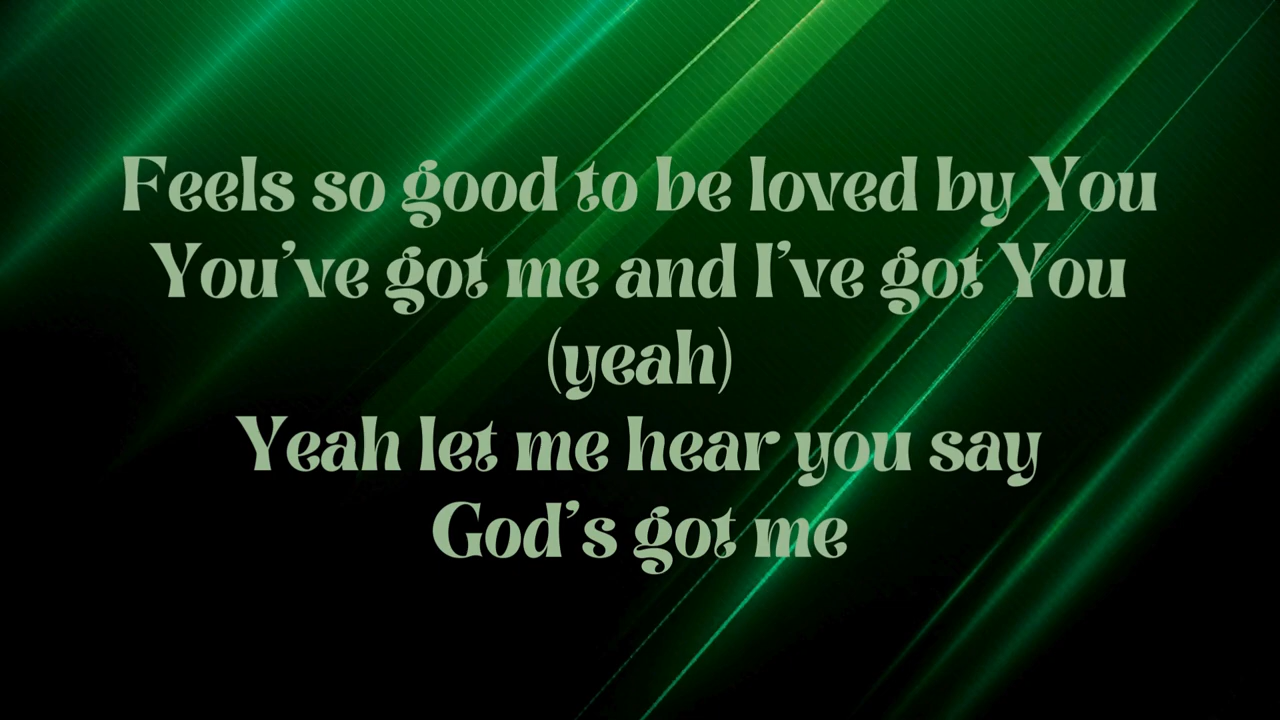 Feels so good to be loved by You
You’ve got me and I’ve got You
(yeah)
Yeah let me hear you say
God’s got me